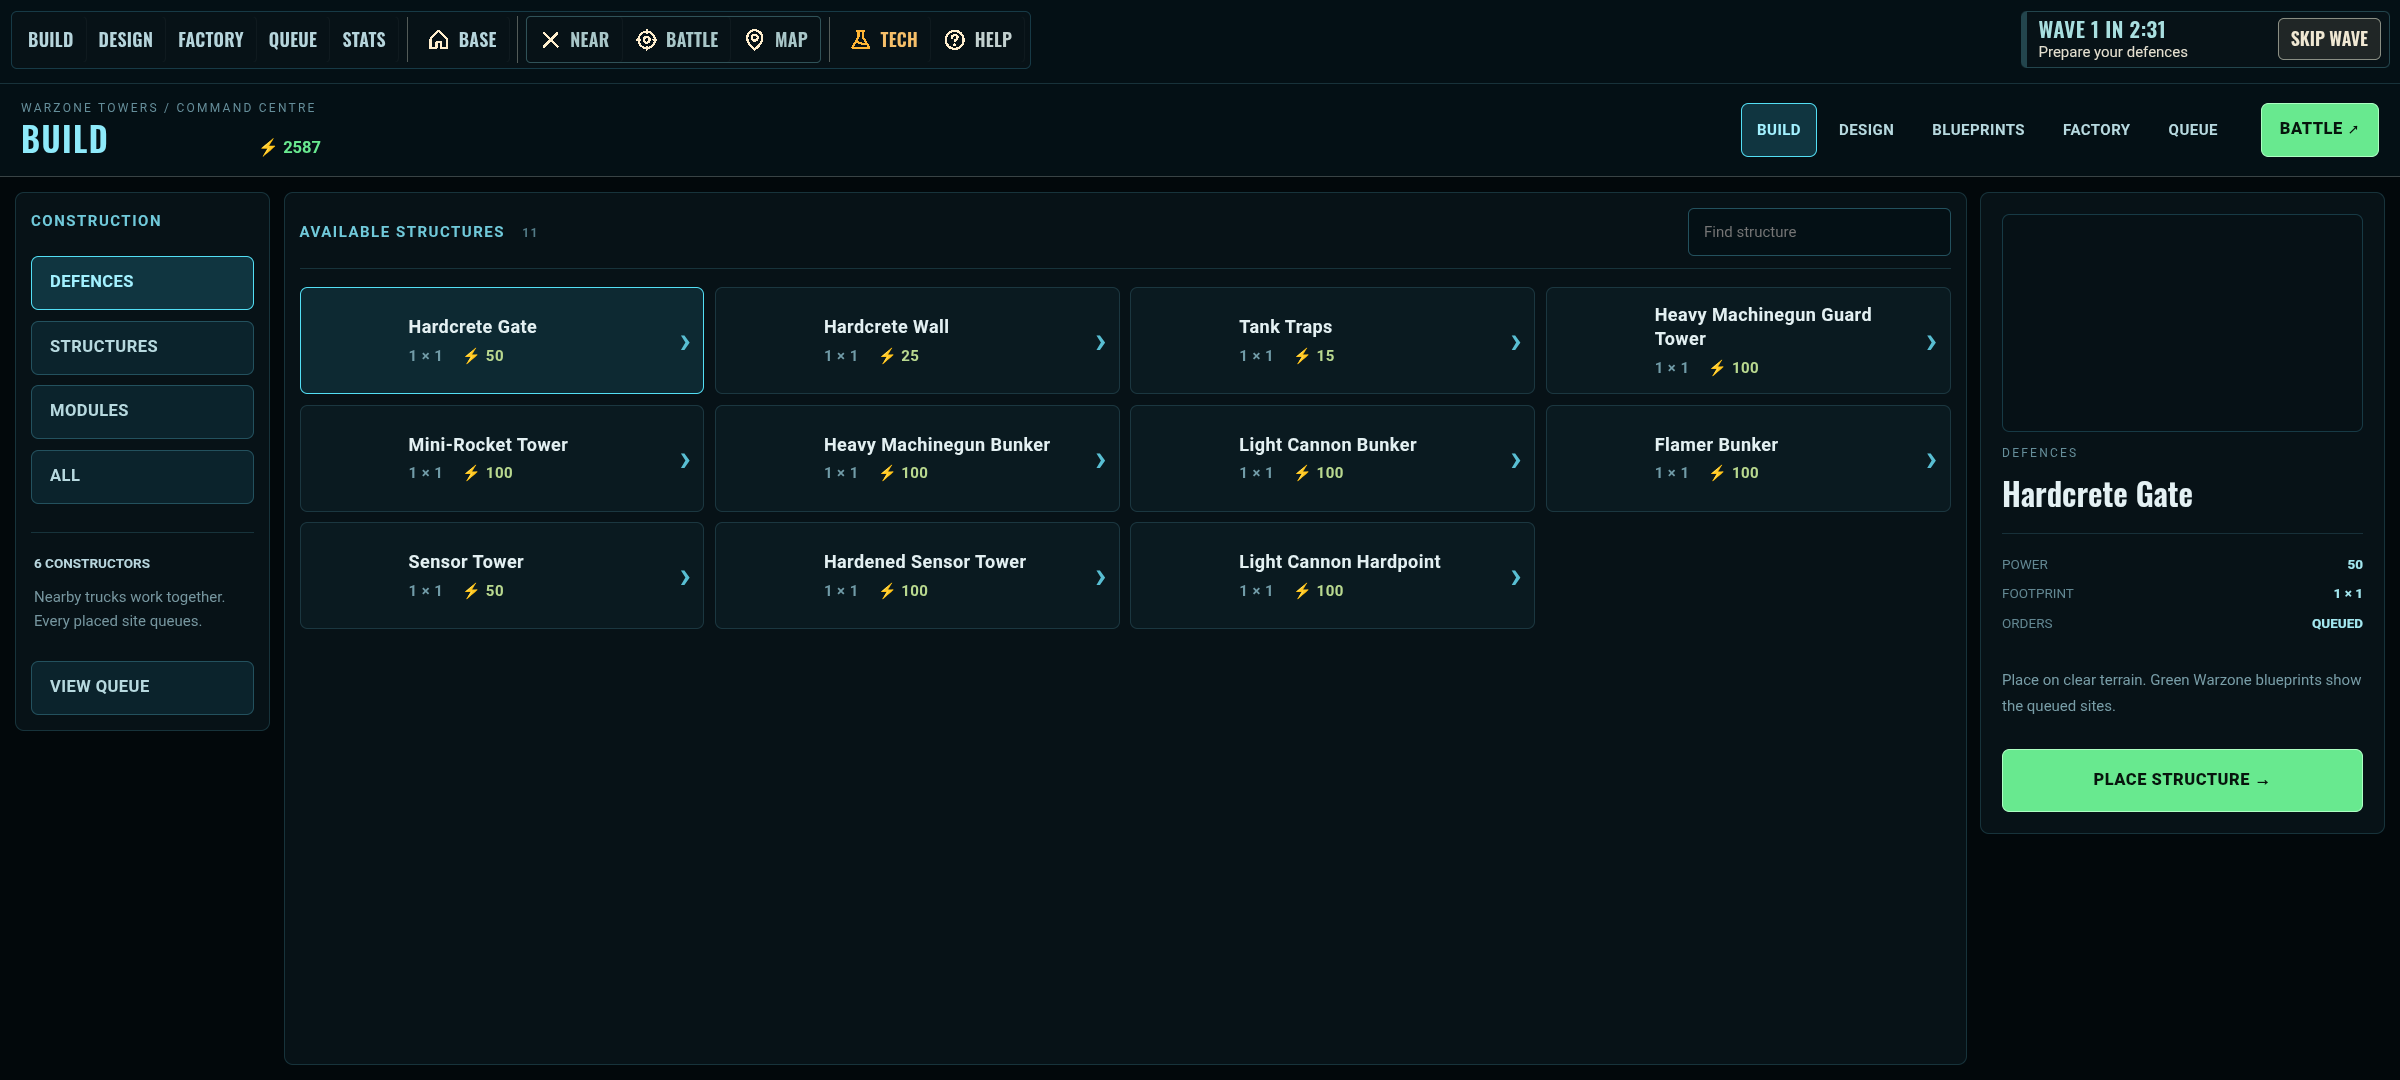 BUILD DESIGN FACTORY QUEUE STATS BASE NEAR BATTLE MAP TECH HELP
WAVE 1 IN 2:31
Prepare your defences
SKIP WAVE
WARZONE TOWERS / COMMAND CENTRE
BUILD
⚡ 2587
BUILD DESIGN BLUEPRINTS FACTORY QUEUE BATTLE ↗
CONSTRUCTION
DEFENCES
STRUCTURES
MODULES
ALL
6 CONSTRUCTORS
Nearby trucks work together.
Every placed site queues.
VIEW QUEUE
AVAILABLE STRUCTURES 11
Find structure
Hardcrete Gate
1 × 1 ⚡ 50
Hardcrete Wall
1 × 1 ⚡ 25
Tank Traps
1 × 1 ⚡ 15
Heavy Machinegun Guard
Tower
1 × 1 ⚡ 100
Mini-Rocket Tower
1 × 1 ⚡ 100
Heavy Machinegun Bunker
1 × 1 ⚡ 100
Light Cannon Bunker
1 × 1 ⚡ 100
Flamer Bunker
1 × 1 ⚡ 100
Sensor Tower
1 × 1 ⚡ 50
Hardened Sensor Tower
1 × 1 ⚡ 100
Light Cannon Hardpoint
1 × 1 ⚡ 100
DEFENCES
Hardcrete Gate
POWER 50
FOOTPRINT 1 × 1
ORDERS QUEUED
Place on clear terrain. Green Warzone blueprints show
the queued sites.
PLACE STRUCTURE →